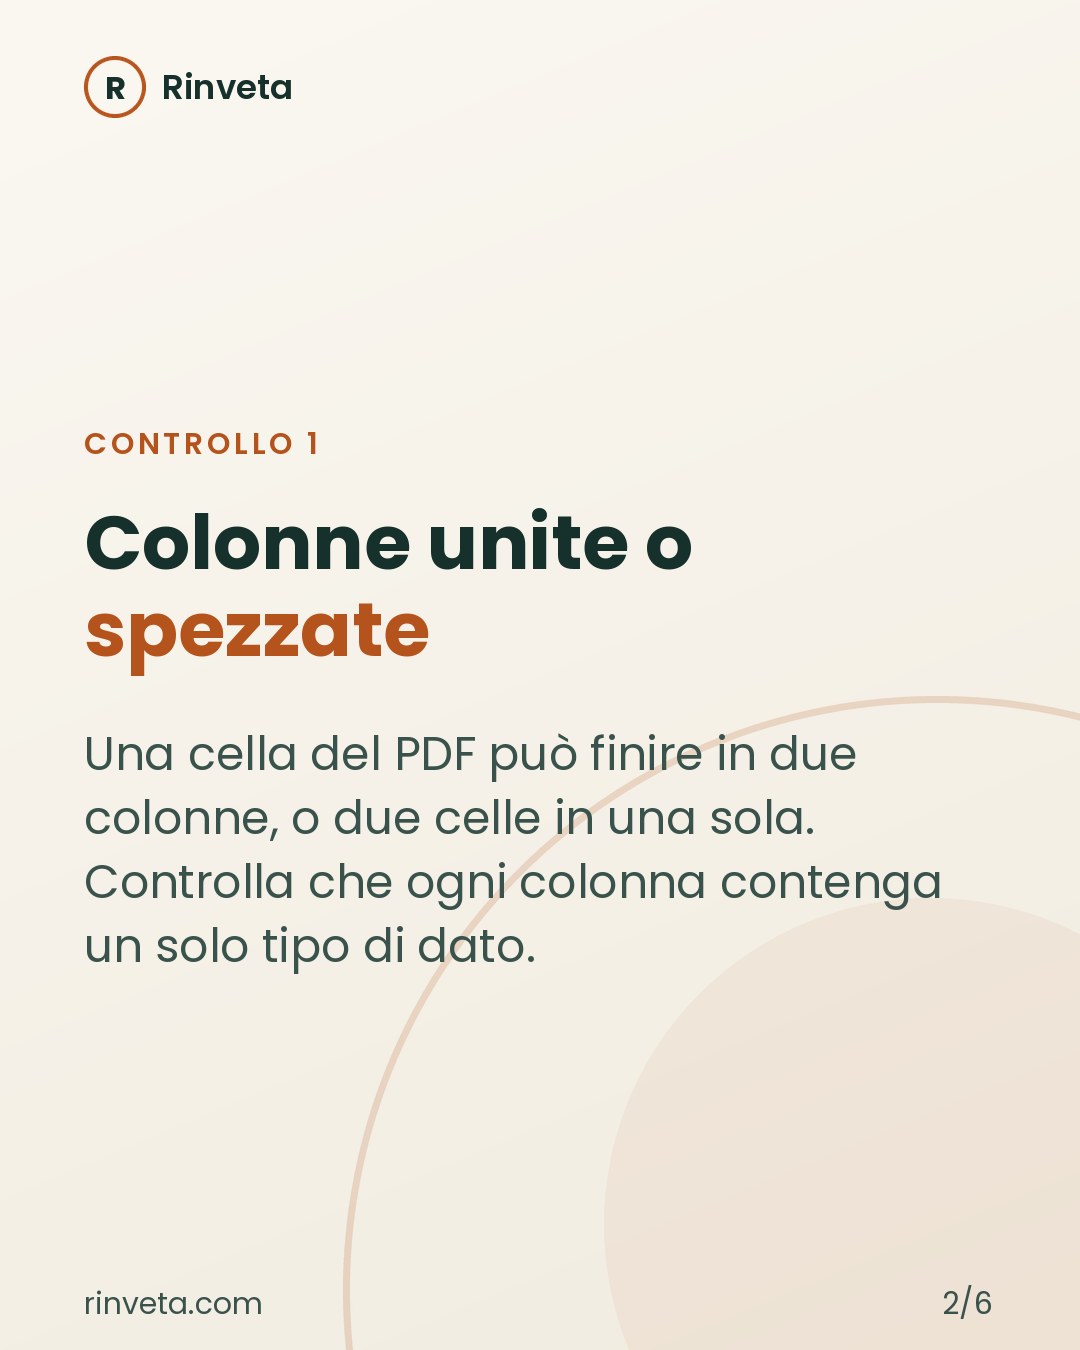 R Rinveta
CONTROLLO 1
Colonne unite o
spezzate
Una cella del PDF può finire in due
colonne, o due celle in una sola.
Controlla che ogni colonna contenga
un solo tipo di dato.
rinveta.com 2/6